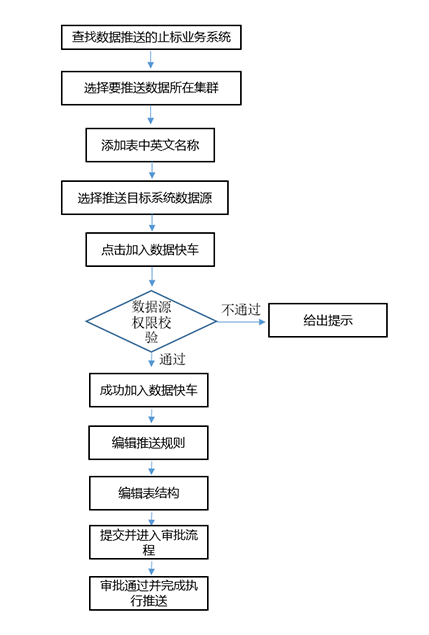 查找数据推送的止标业务系统
选择要推送数据所在集群
添加表中英文名称
选择推送目标系统数据源
点击加入数据快车
数据源
权限校
验
不通过
给出提示
通过
成功加入数据快车
编辑推送规则
编辑表结构
提交并进入审批流
程
审批通过并完成执
行推送